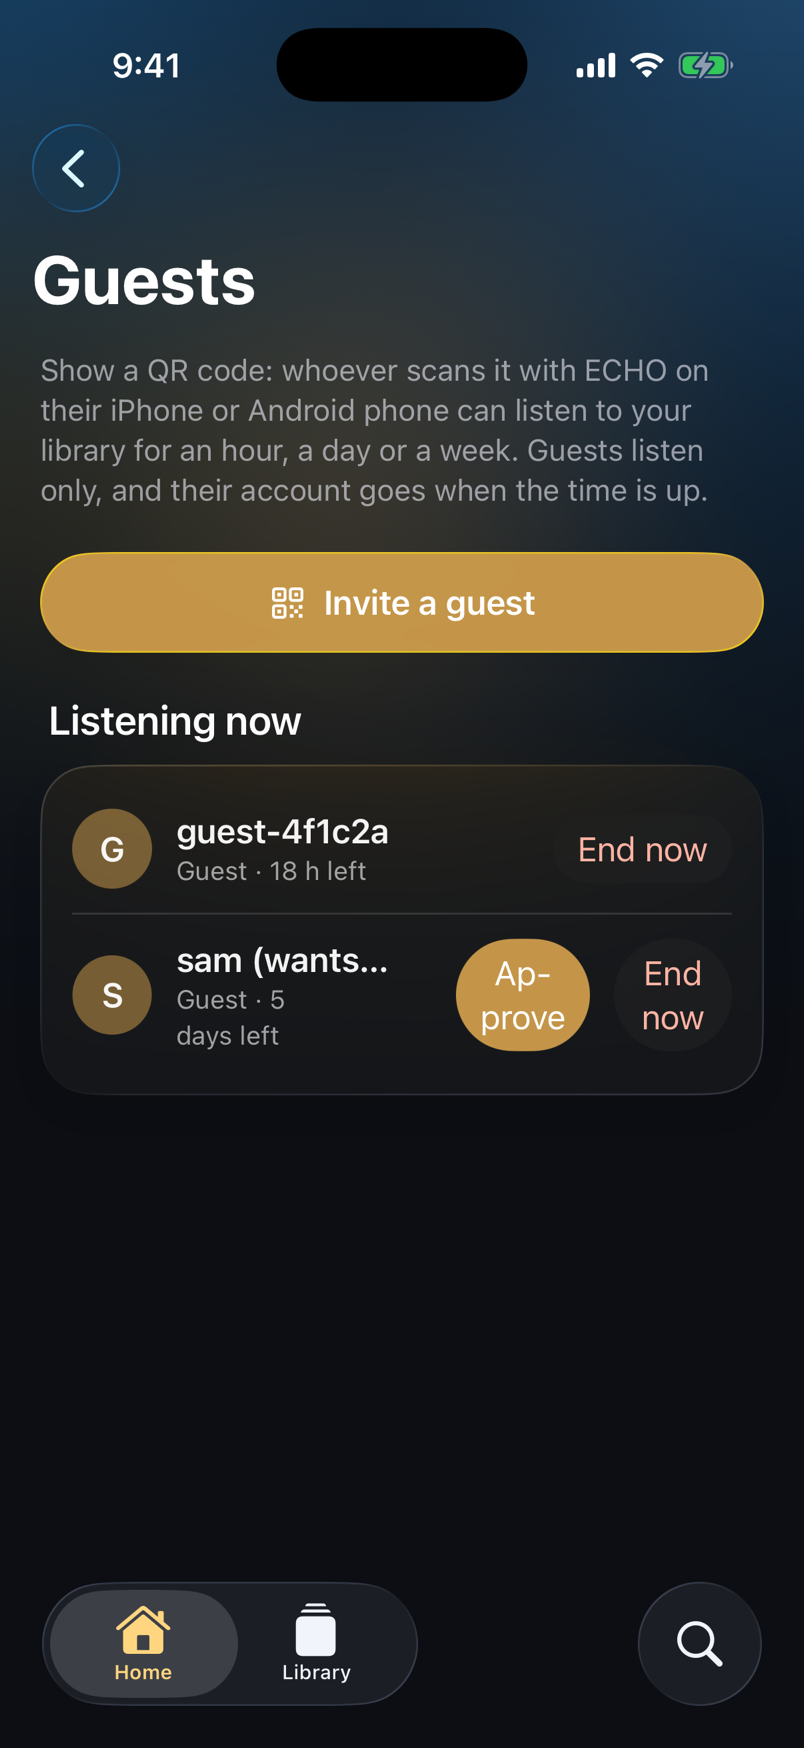 9:41
Guests
Show a QR code: whoever scans it with ECHO on
their iPhone or Android phone can listen to your
library for an hour, a day or a week. Guests listen
only, and their account goes when the time is up.
Invite a guest
Listening now
G
guest-4f1c2a
Guest · 18 h left
End now
S
sam (wants...
Guest · 5
days left
Ap-
prove
End
now
Home
Library